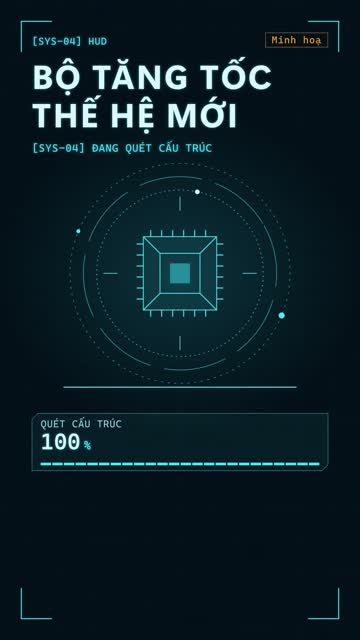 [SYS-04] HUD
Minh hoạ
BỘ TĂNG TỐC
THẾ HỆ MỚI
[SYS-04] ĐANG QUÉT CẤU TRÚC
QUÉT CẤU TRÚC
100 %